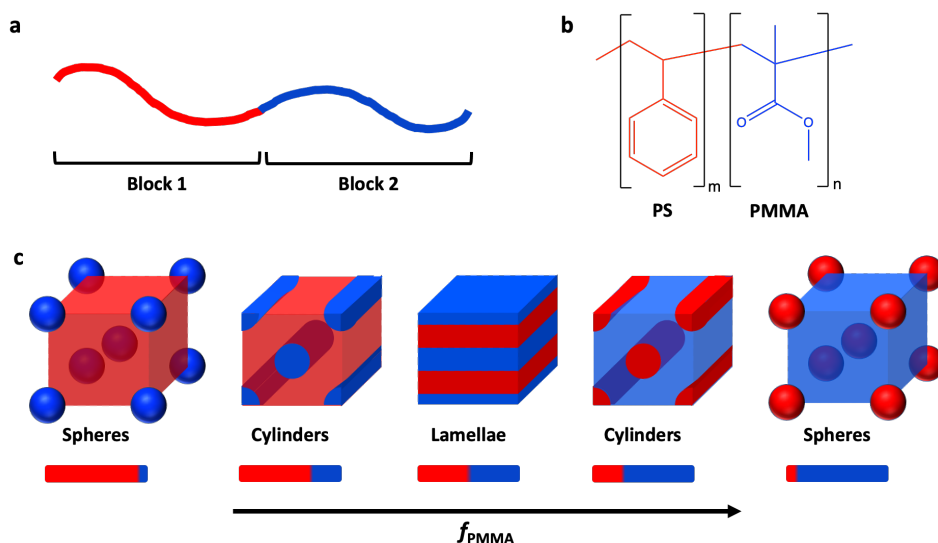 a
Block 1
Block 2
b
O
O
m
n
PS
PMMA
c
Spheres
Cylinders
Lamellae
Cylinders
Spheres
fPMMA